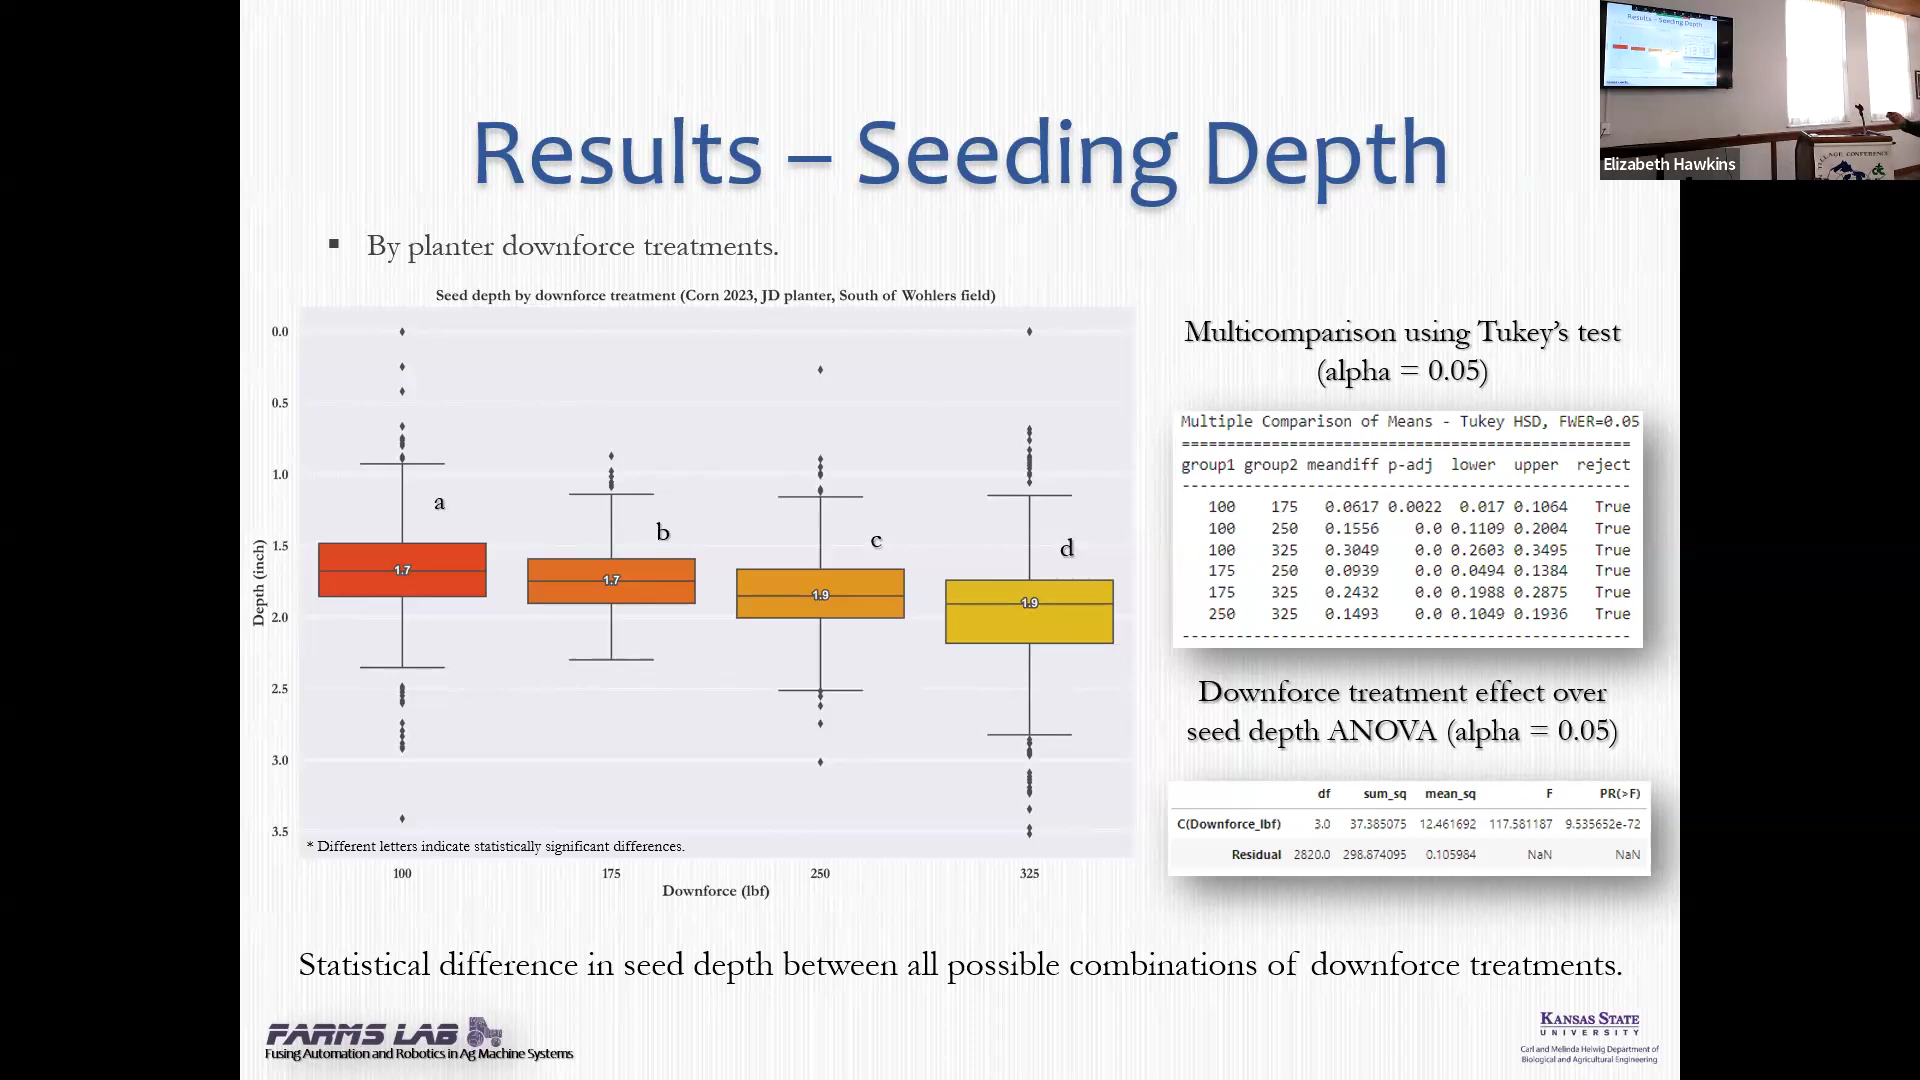 Results – Seeding Depth
Elizabeth Hawkins
▪ By planter downforce treatments.
Seed depth by downforce treatment (Corn 2023, JD planter, South of Wohlers field)
0.0
0.5
1.0
1.5
2.0
2.5
3.0
3.5
Depth (inch)
a
b
c
d
1.7
1.7
1.9
1.9
* Different letters indicate statistically significant differences.
100 175 250 325
Downforce (lbf)
Multicomparison using Tukey's test
(alpha = 0.05)
Multiple Comparison of Means - Tukey HSD, FWER=0.05
group1 group2 meandiff p-adj lower upper reject
100 175 0.0617 0.0022 0.017 0.1064 True
100 250 0.1556 0.0 0.1109 0.2004 True
100 325 0.3049 0.0 0.2603 0.3495 True
175 250 0.0939 0.0 0.0494 0.1384 True
175 325 0.2432 0.0 0.1988 0.2875 True
250 325 0.1493 0.0 0.1049 0.1936 True
Downforce treatment effect over
seed depth ANOVA (alpha = 0.05)
df sum_sq mean_sq F PR(>F)
C(Downforce_lbf) 3.0 37.385075 12.461692 117.581187 9.535652e-72
Residual 2820.0 298.874095 0.105984 NaN NaN
Statistical difference in seed depth between all possible combinations of downforce treatments.
FARMS LAB
Fusing Automation and Robotics in Ag Machine Systems
KANSAS STATE
UNIVERSITY
Carl and Melinda Helwig Department of
Biological and Agricultural Engineering
Results – Seeding Depth
TILLAGE CONFERENCE